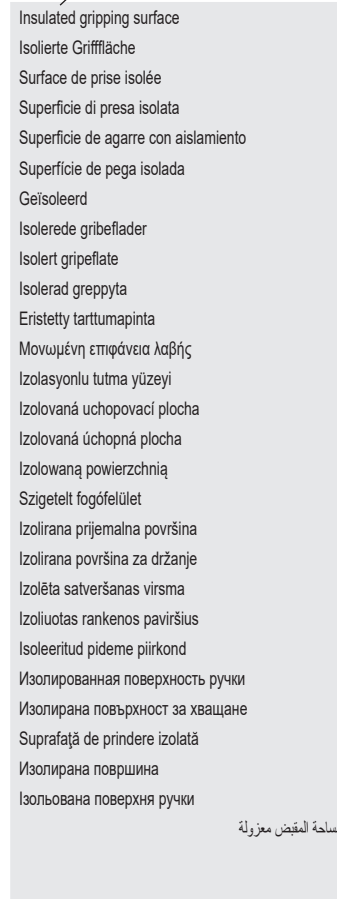 Insulated gripping surface
Isolierte Grifffläche
Surface de prise isolée
Superficie di presa isolata
Superficie de agarre con aislamiento
Superfície de pega isolada
Geïsoleerd
Isolerede gribeflader
Isolert gripeflate
Isolerad greppyta
Eristetty tarttumapinta
Μονωμένη επιφάνεια λαβής
Izolasyonlu tutma yüzeyi
Izolovaná uchopovací plocha
Izolovaná úchopná plocha
Izolowaną powierzchnią
Szigetelt fogófelület
Izolirana prijemalna površina
Izolirana površina za držanje
Izolēta satveršanas virsma
Izoliuotas rankenos paviršius
Isoleeritud pideme piirkond
Изолированная поверхность ручки
Изолирана повърхност за хващане
Suprafaţă de prindere izolată
Изолирана површина
Ізольована поверхня ручки
المقبض معزولة